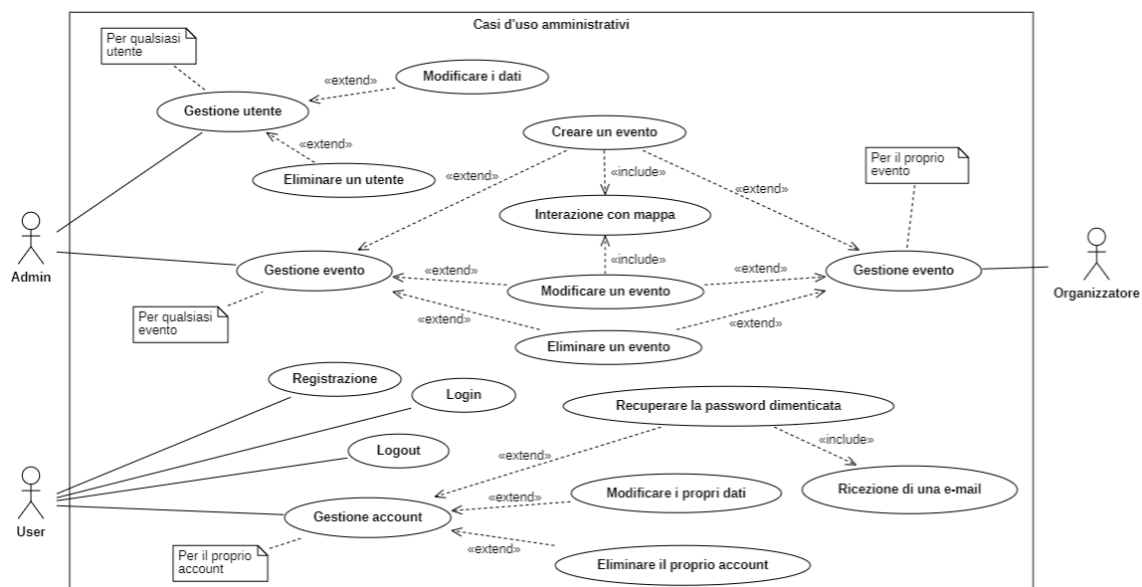 Casi d'uso amministrativi
Per qualsiasi
utente
Gestione utente
«extend»
Modificare i dati
«extend»
Eliminare un utente
Creare un evento
«extend»
«include»
«extend»
Per il proprio
evento
Interazione con mappa
Admin
Gestione evento
«include»
«extend»
«extend»
Gestione evento
Organizzatore
Modificare un evento
Per qualsiasi
evento
«extend»
«extend»
Eliminare un evento
Registrazione
Login
Logout
Recuperare la password dimenticata
«extend»
«include»
Ricezione di una e-mail
User
Gestione account
«extend»
Modificare i propri dati
Per il proprio
account
«extend»
Eliminare il proprio account